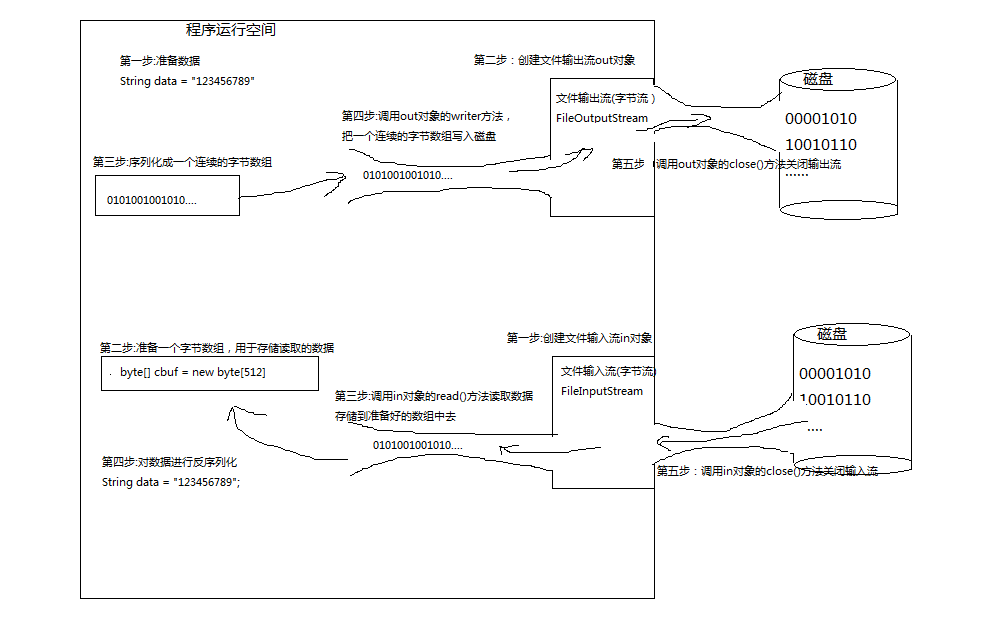 程序运行空间
第一步:准备数据
String data = "123456789"
第二步：创建文件输出流out对象
磁盘
文件输出流(字节流）
FileOutputStream
00001010
10010110
......
第四步:调用out对象的writer方法，
把一个连续的字节数组写入磁盘
第三步:序列化成一个连续的字节数组
0101001001010....
0101001001010....
第五步：调用out对象的close()方法关闭输出流
第一步:创建文件输入流in对象
磁盘
第二步:准备一个字节数组，用于存储读取的数据
. byte[] cbuf = new byte[512]
文件输入流(字节流)
FileInputStream
00001010
10010110
....
第三步:调用in对象的read()方法读取数据
存储到准备好的数组中去
0101001001010....
第四步:对数据进行反序列化
String data = "123456789";
第五步：调用in对象的close()方法关闭输入流